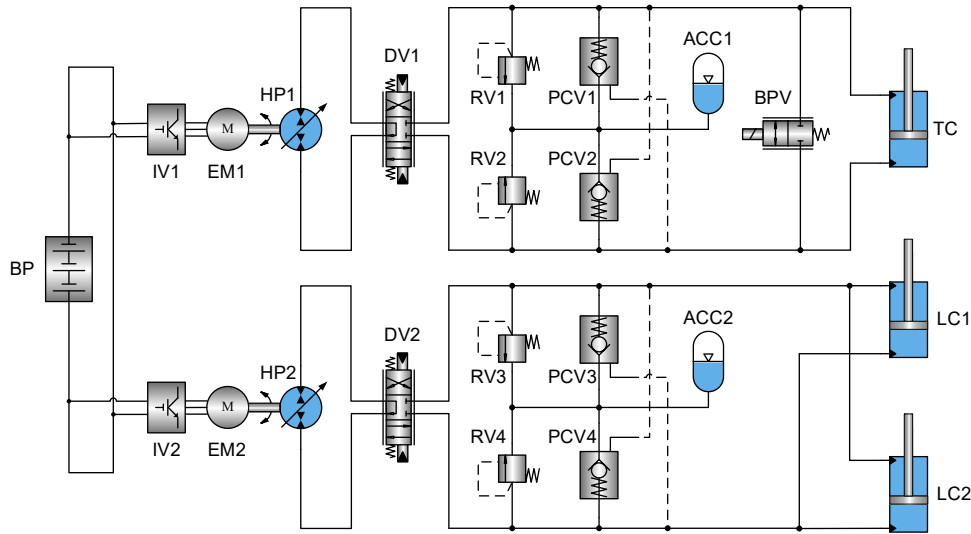 ACC1
DV1
HP1
RV1
PCV1
BPV
M
TC
IV1
EM1
RV2
PCV2
BP
LC1
ACC2
DV2
HP2
RV3
PCV3
M
IV2
EM2
RV4
PCV4
LC2